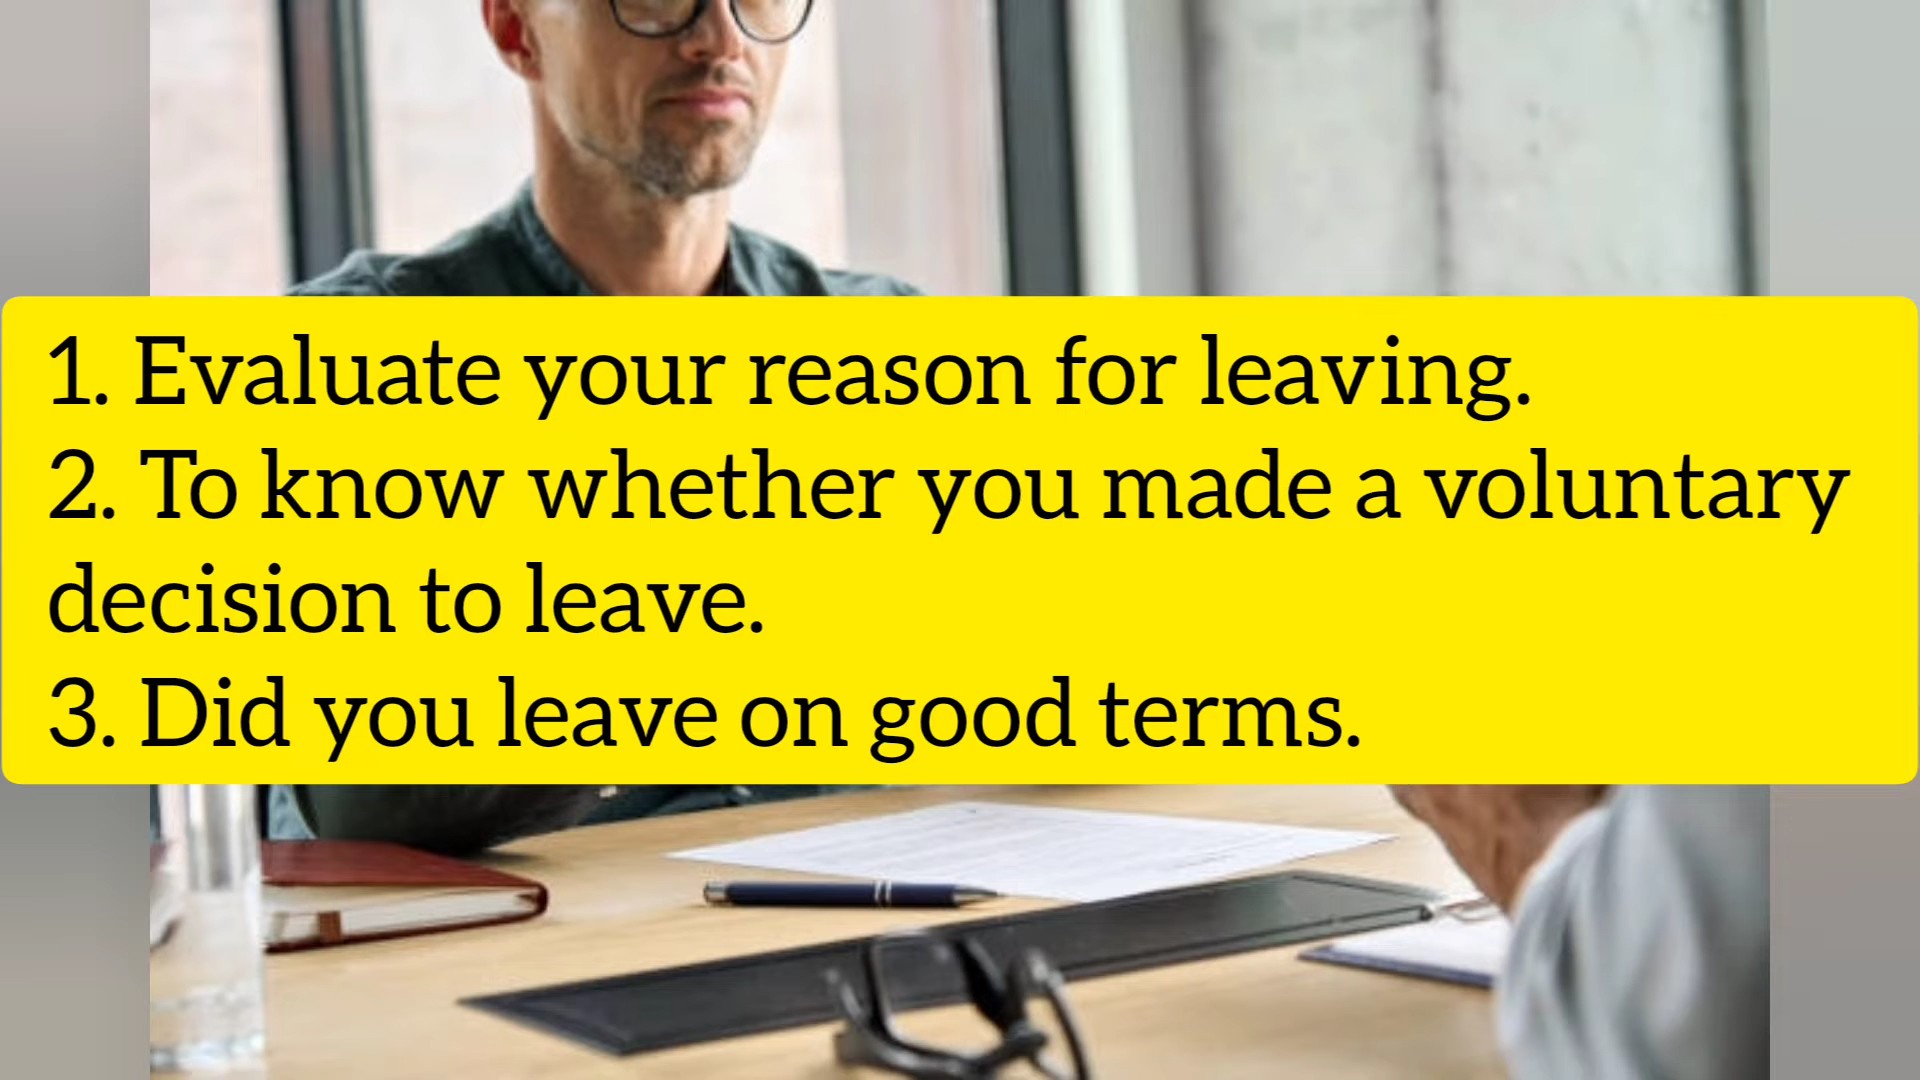 1. Evaluate your reason for leaving.
2. To know whether you made a voluntary
decision to leave.
3. Did you leave on good terms.